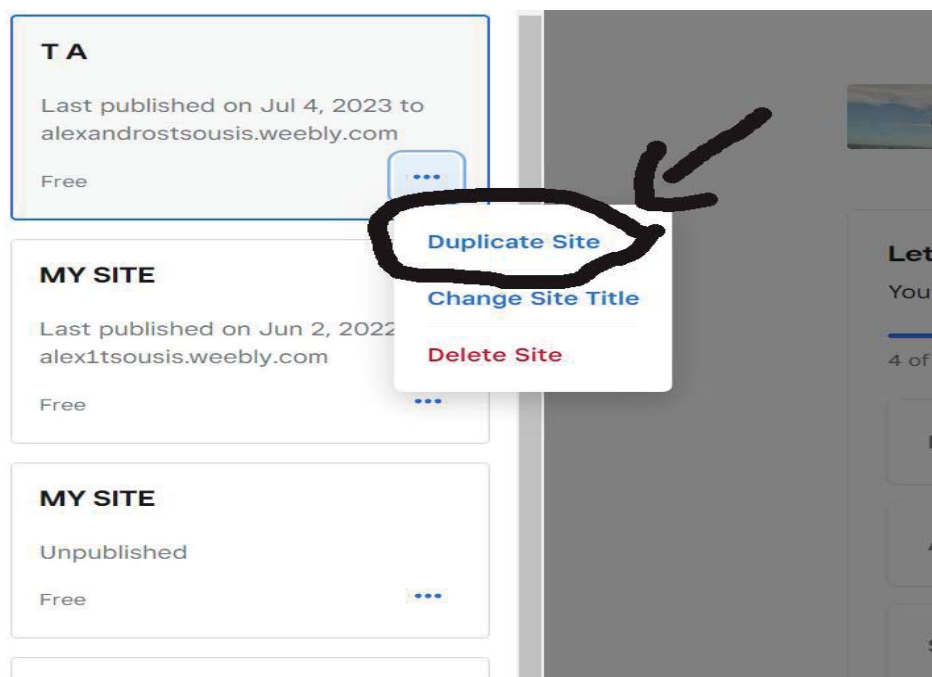 T A
Last published on Jul 4, 2023 to
alexandrostsousis.weebly.com
Free
...
Duplicate Site
Change Site Title
Delete Site
MY SITE
Last published on Jun 2, 2022
alex1tsousis.weebly.com
Free
...
MY SITE
Unpublished
Free
...
Let
You
4 of